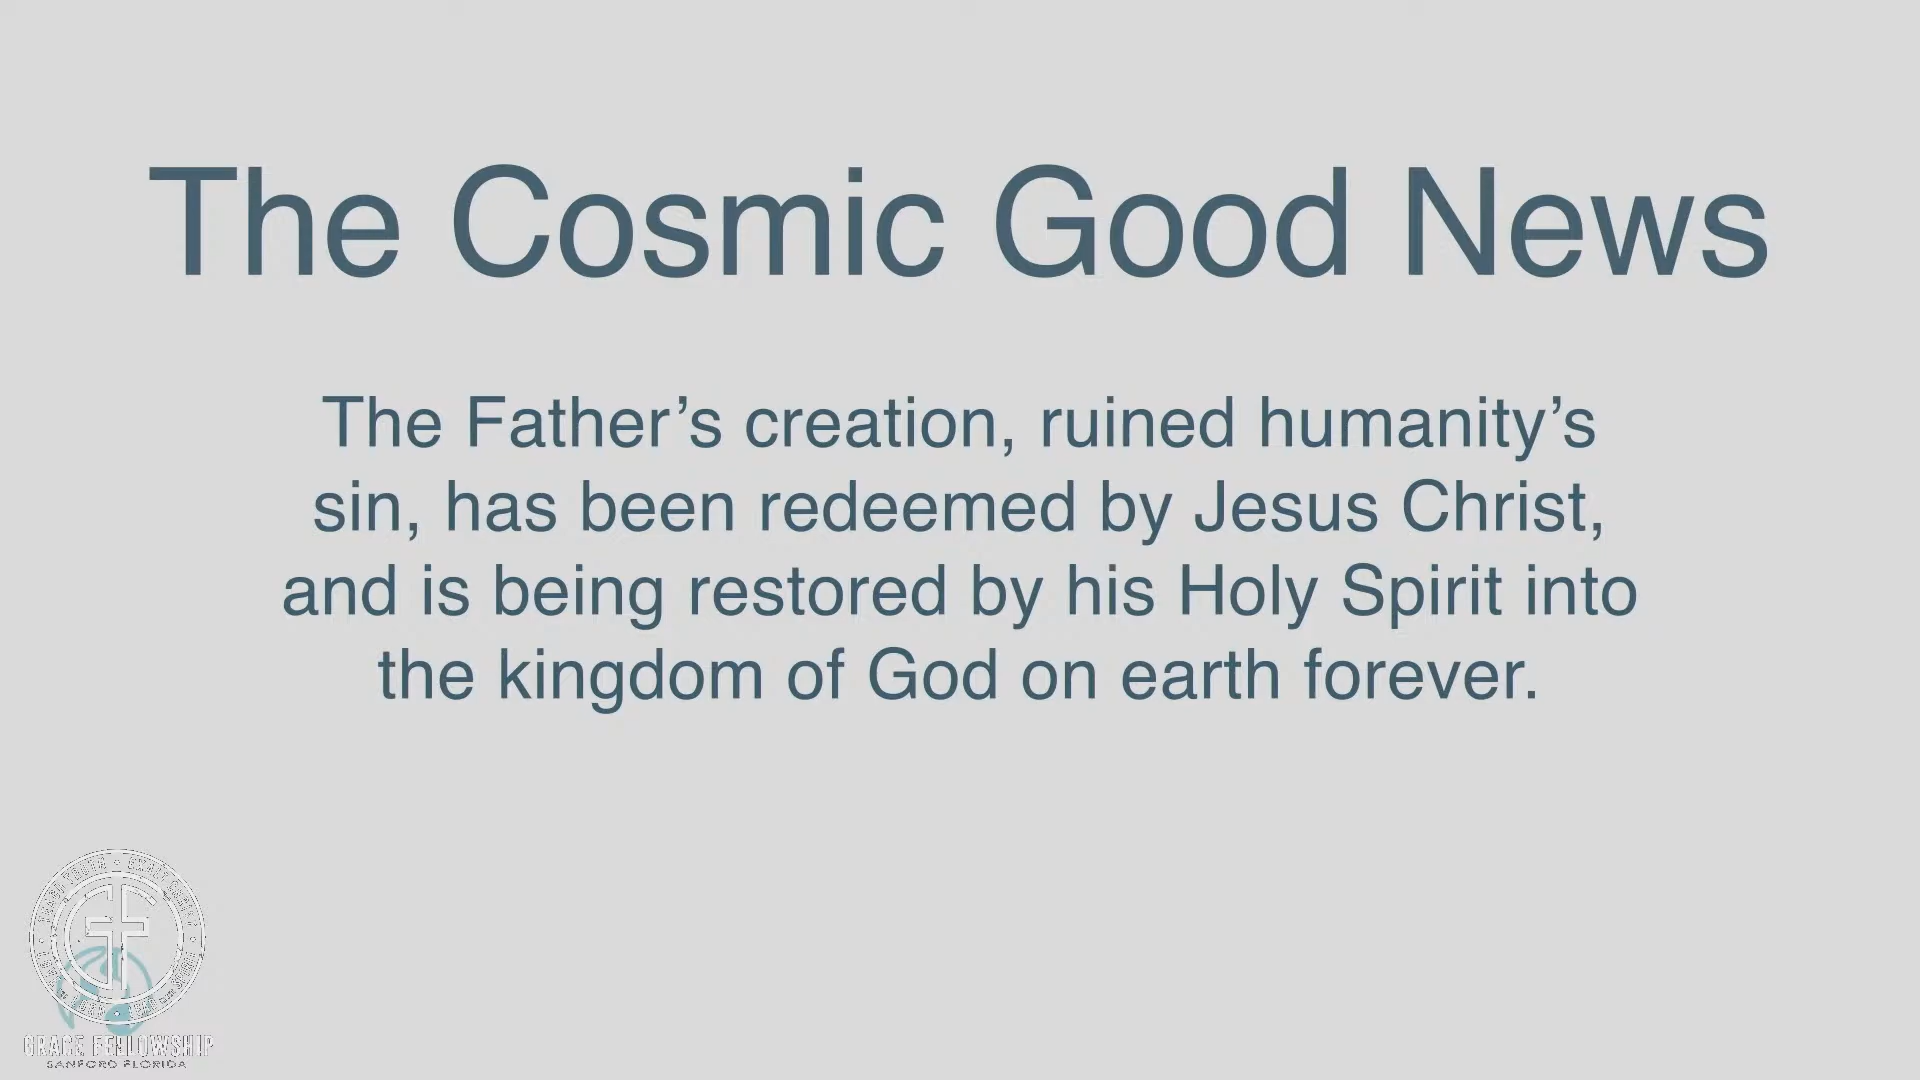 The Cosmic Good News
The Father’s creation, ruined humanity’s
sin, has been redeemed by Jesus Christ,
and is being restored by his Holy Spirit into
the kingdom of God on earth forever.
GRACE FELLOWSHIP
SANFORD FLORIDA